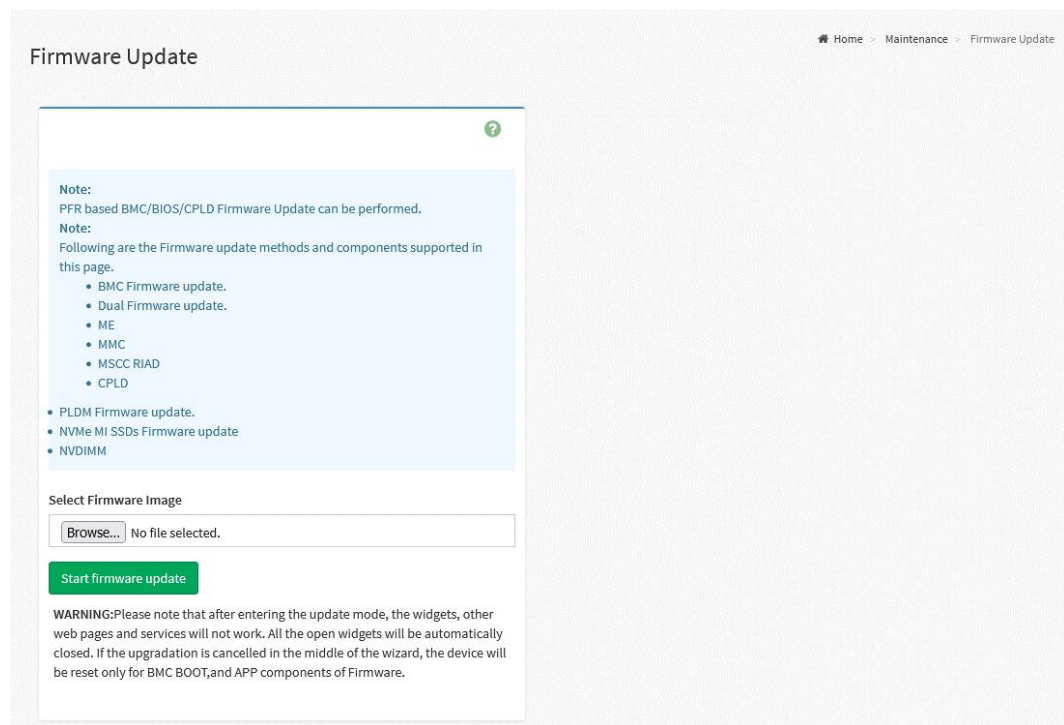 Home > Maintenance > Firmware Update
Firmware Update
Note:
PFR based BMC/BIOS/CPLD Firmware Update can be performed.
Note:
Following are the Firmware update methods and components supported in
this page.
• BMC Firmware update.
• Dual Firmware update.
• ME
• MMC
• MSCC RIAD
• CPLD
• PLDM Firmware update.
• NVMe MI SSDs Firmware update
• NVDIMM
Select Firmware Image
Browse... No file selected.
Start firmware update
WARNING:Please note that after entering the update mode, the widgets, other
web pages and services will not work. All the open widgets will be automatically
closed. If the upgradation is cancelled in the middle of the wizard, the device will
be reset only for BMC BOOT,and APP components of Firmware.